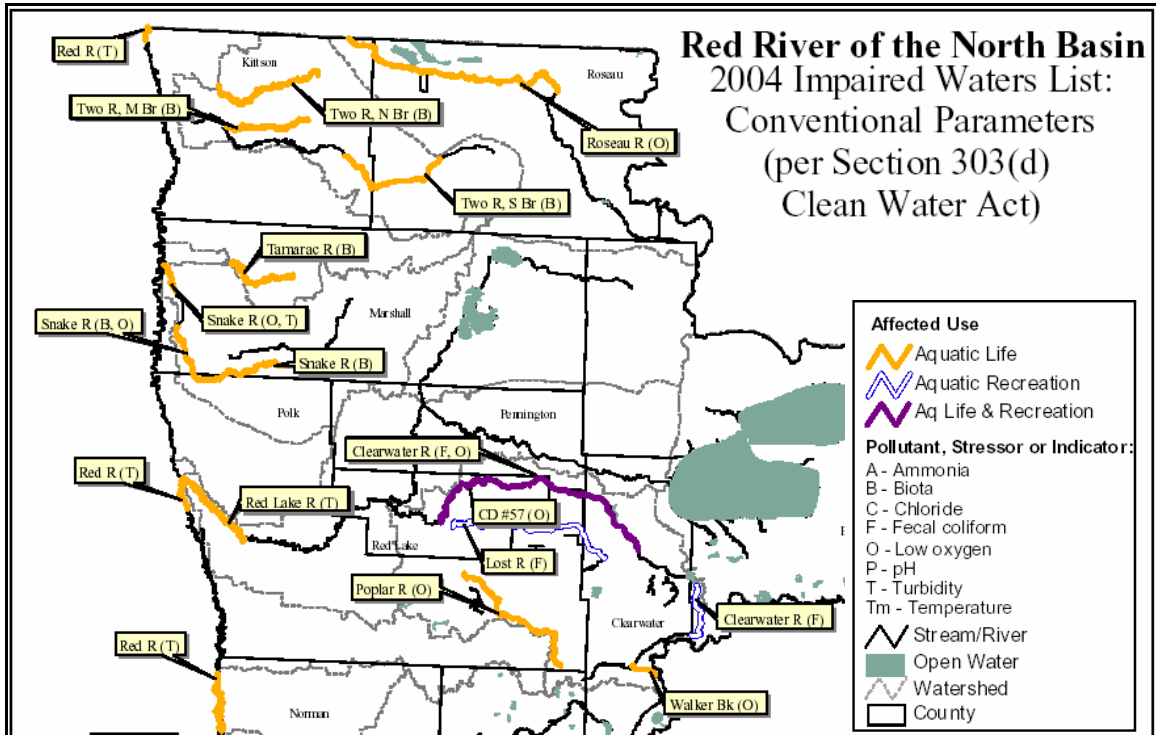 Red River of the North Basin
2004 Impaired Waters List:
Conventional Parameters
(per Section 303(d)
Clean Water Act)
Red R (T)
Kittson
Roseau
Two R, M Br (B)
Two R, N Br (B)
Roseau R (O)
Two R, S Br (B)
Tamarac R (B)
Snake R (O, T)
Marshall
Snake R (B, O)
Snake R (B)
Polk
Pennington
Clearwater R (F, O)
Red R (T)
Red Lake R (T)
CD #57 (O)
Red Lake
Lost R (F)
Poplar R (O)
Clearwater
Clearwater R (F)
Red R (T)
Walker Bk (O)
Norman
Affected Use
Aquatic Life
Aquatic Recreation
Aq Life & Recreation
Pollutant, Stressor or Indicator:
A - Ammonia
B - Biota
C - Chloride
F - Fecal coliform
O - Low oxygen
P - pH
T - Turbidity
Tm - Temperature
Stream/River
Open Water
Watershed
County